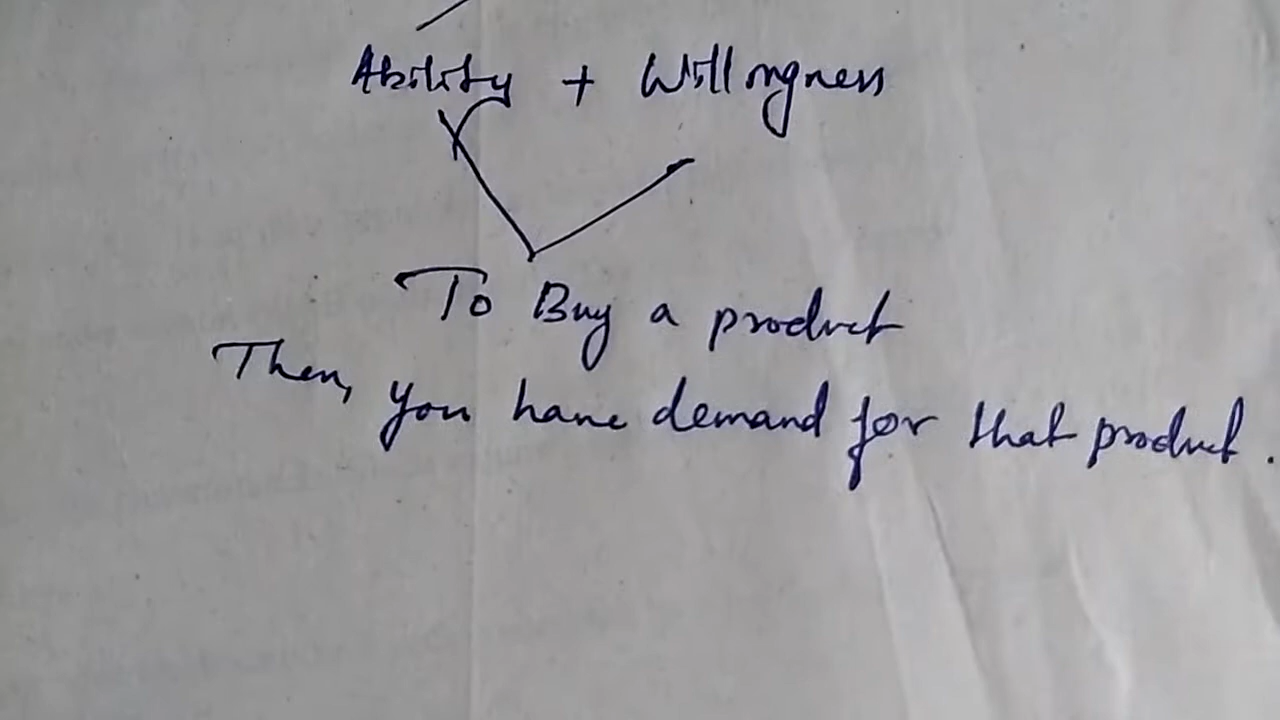 Ability + Willingness
To Buy a product
Then, you have demand for that product.